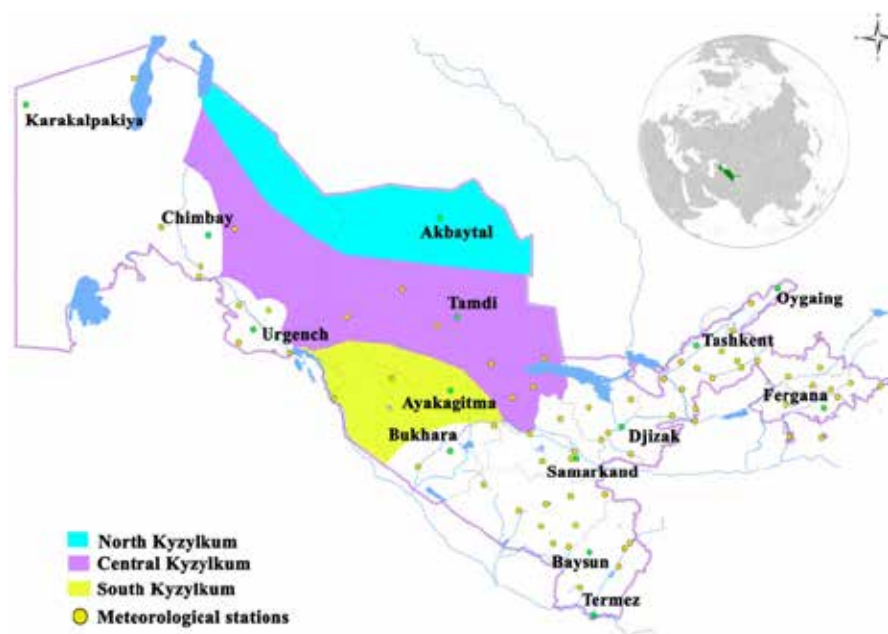 Karakalpakiya
Chimbay
Akbaytal
Oygaing
Tamdi
Urgench
Tashkent
Ayakagitma
Fergana
Bukhara
Djizak
Samarkand
North Kyzylkum
Central Kyzylkum
South Kyzylkum
Meteorological stations
Baysun
Termez